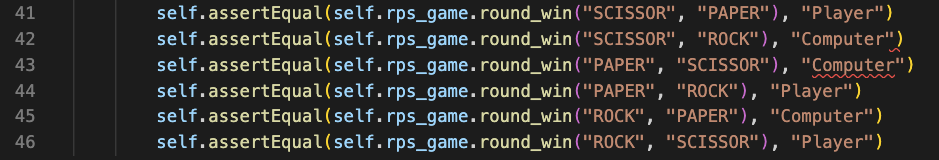 41 self.assertEqual(self.rps_game.round_win("SCISSOR", "PAPER"), "Player")
42 self.assertEqual(self.rps_game.round_win("SCISSOR", "ROCK"), "Computer")
43 self.assertEqual(self.rps_game.round_win("PAPER", "SCISSOR"), "Computer")
44 self.assertEqual(self.rps_game.round_win("PAPER", "ROCK"), "Player")
45 self.assertEqual(self.rps_game.round_win("ROCK", "PAPER"), "Computer")
46 self.assertEqual(self.rps_game.round_win("ROCK", "SCISSOR"), "Player")